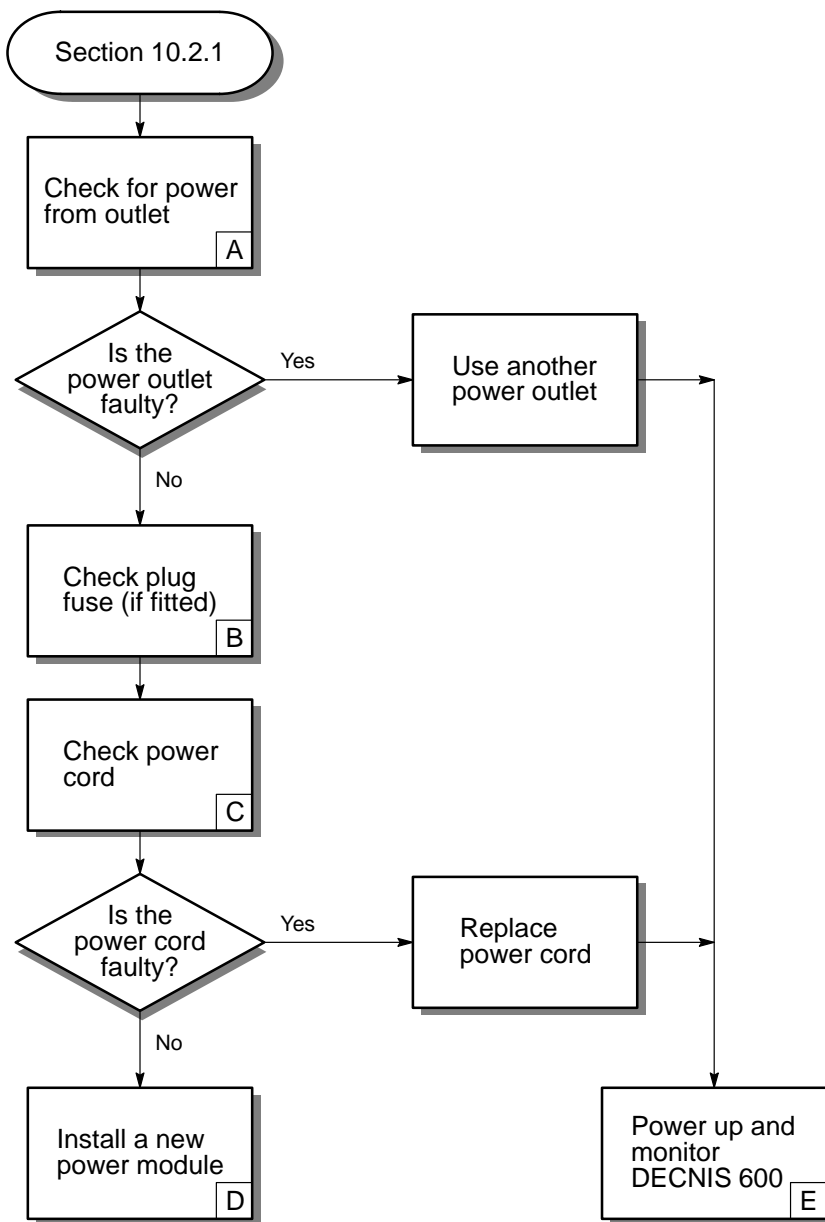 Section 10.2.1
Check for power
from outlet
A
Is the
power outlet
faulty?
Yes
Use another
power outlet
No
Check plug
fuse (if fitted)
B
Check power
cord
C
Is the
power cord
faulty?
Yes
Replace
power cord
No
Install a new
power module
D
Power up and
monitor
DECNIS 600
E